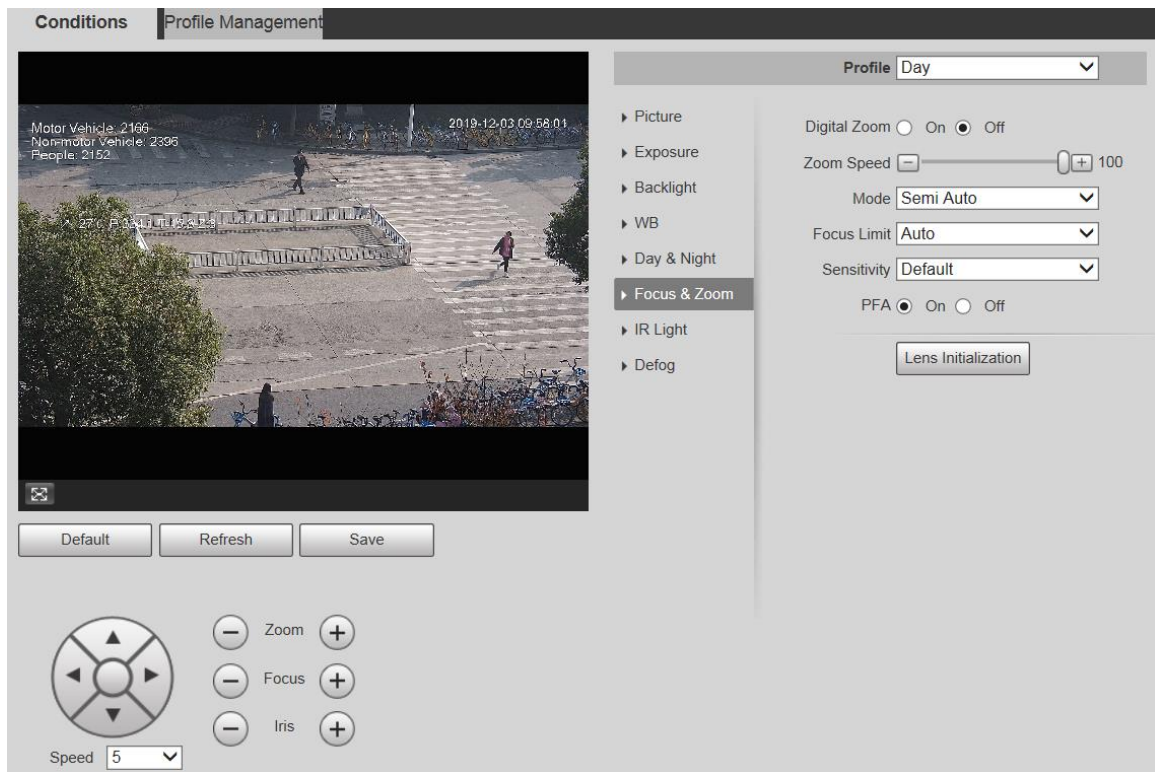 Conditions
Profile Management
Motor Vehicle: 2166
Non-motor Vehicle: 2396
People: 2152
2019-12-03 09:56:01
Default
Refresh
Save
Zoom
Focus
Iris
Speed 5
Profile Day
Picture
Exposure
Backlight
WB
Day & Night
Focus & Zoom
IR Light
Defog
Digital Zoom On Off
Zoom Speed 100
Mode Semi Auto
Focus Limit Auto
Sensitivity Default
PFA On Off
Lens Initialization